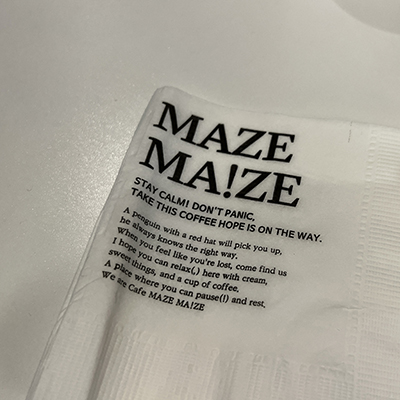 MAZE
MA!ZE
STAY CALM! DON'T PANIC,
TAKE THIS COFFEE HOPE IS ON THE WAY.
A penguin with a red hat will pick you up,
he always knows the right way.
When you feel like you're lost, come find us
I hope you can relax(,) here with cream,
sweet things, and a cup of coffee.
A place where you can pause(!) and rest,
We are Cafe MAZE MA!ZE